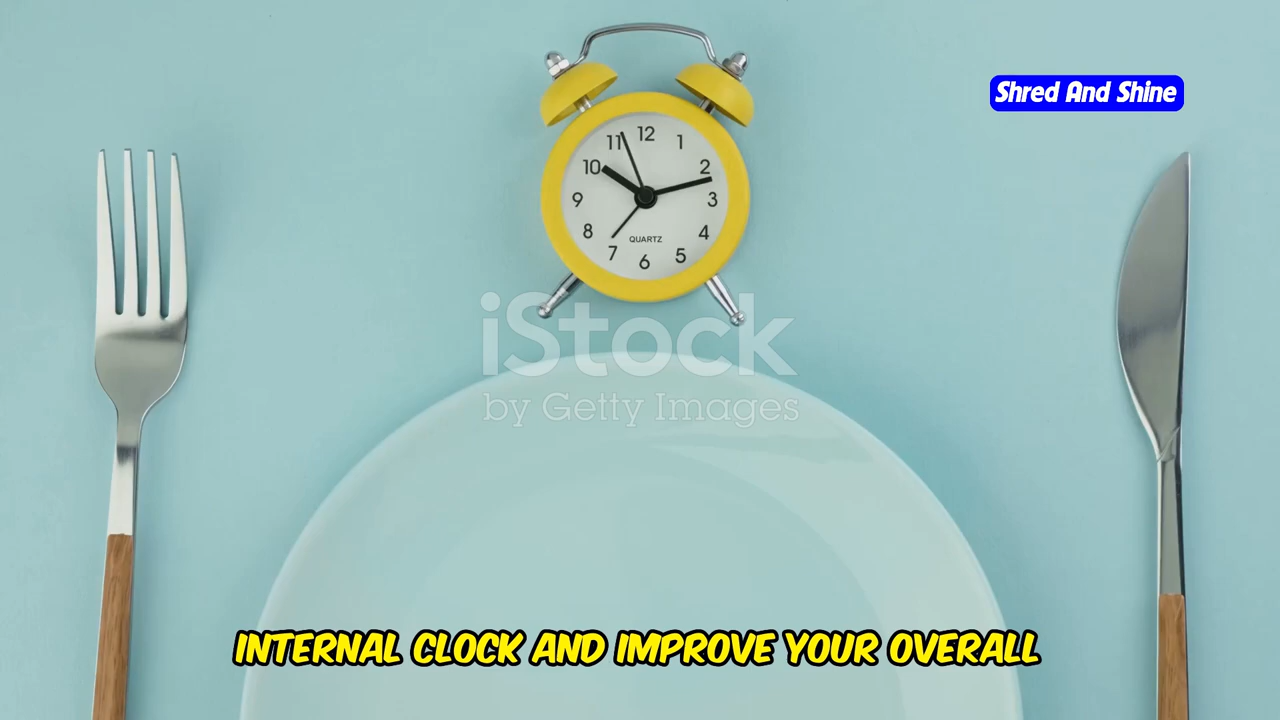 Shred And Shine
12
11
1
10
2
9
3
8
4
7
5
6
QUARTZ
iStock
by Getty Images
INTERNAL CLOCK AND IMPROVE YOUR OVERALL